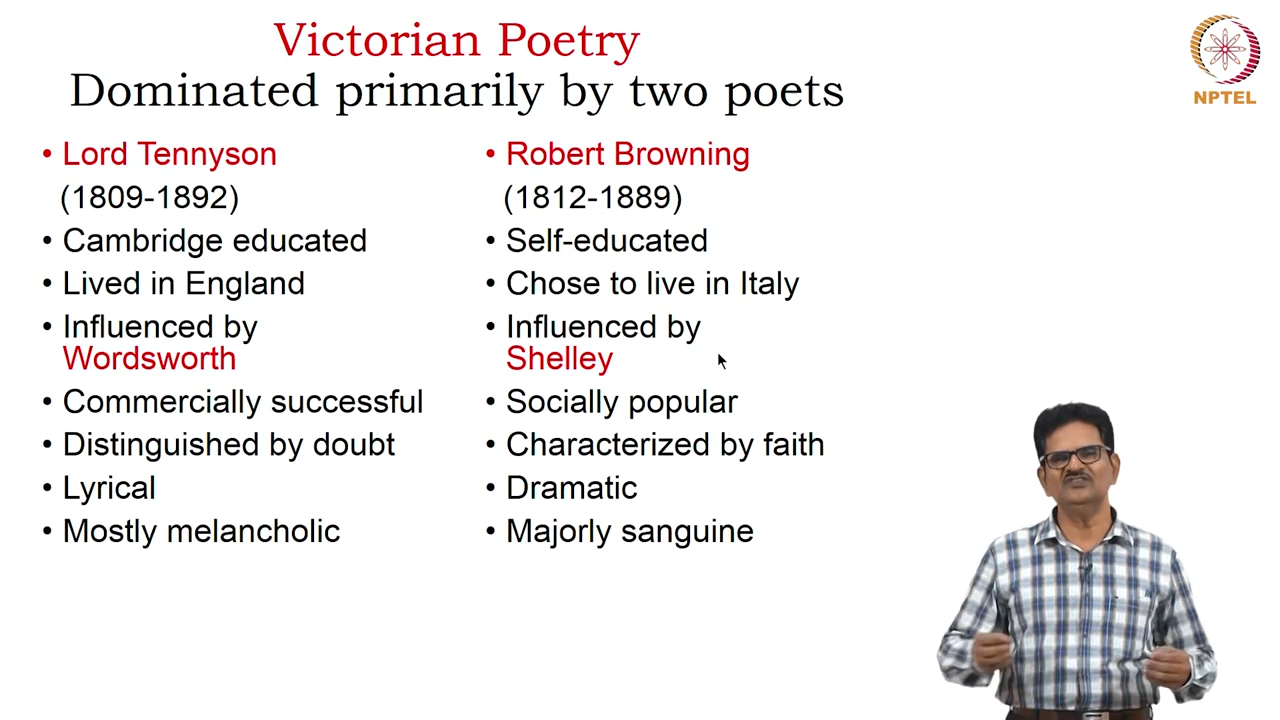 Victorian Poetry
Dominated primarily by two poets
NPTEL
• Lord Tennyson
(1809-1892)
• Cambridge educated
• Lived in England
• Influenced by
Wordsworth
• Commercially successful
• Distinguished by doubt
• Lyrical
• Mostly melancholic
• Robert Browning
(1812-1889)
• Self-educated
• Chose to live in Italy
• Influenced by
Shelley
• Socially popular
• Characterized by faith
• Dramatic
• Majorly sanguine